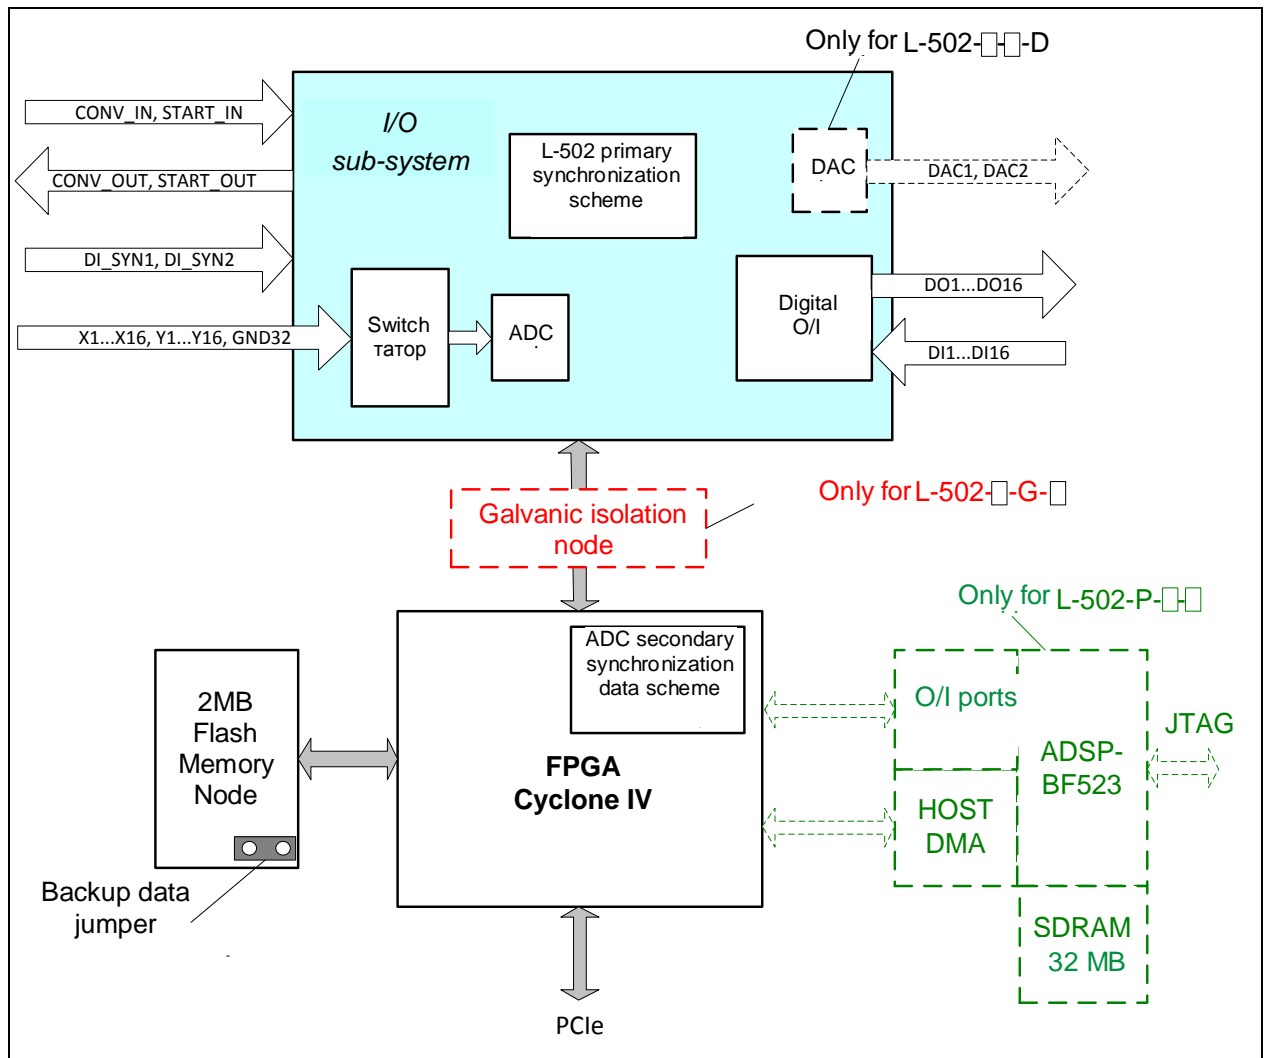 Only for L-502-□-□-D
CONV_IN, START_IN
I/O
sub-system
L-502 primary
synchronization
scheme
DAC
DAC1, DAC2
CONV_OUT, START_OUT
DI_SYN1, DI_SYN2
DO1...DO16
Digital
O/I
X1...X16, Y1...Y16, GND32
Switch
татор
ADC
DI1...DI16
Galvanic isolation
node
Only for L-502-□-G-□
Only for L-502-P-□-□
ADC secondary
synchronization
data scheme
2MB
Flash
Memory
Node
FPGA
Cyclone IV
O/I ports
ADSP-
BF523
JTAG
HOST
DMA
Backup data
jumper
SDRAM
32 MB
PCIe